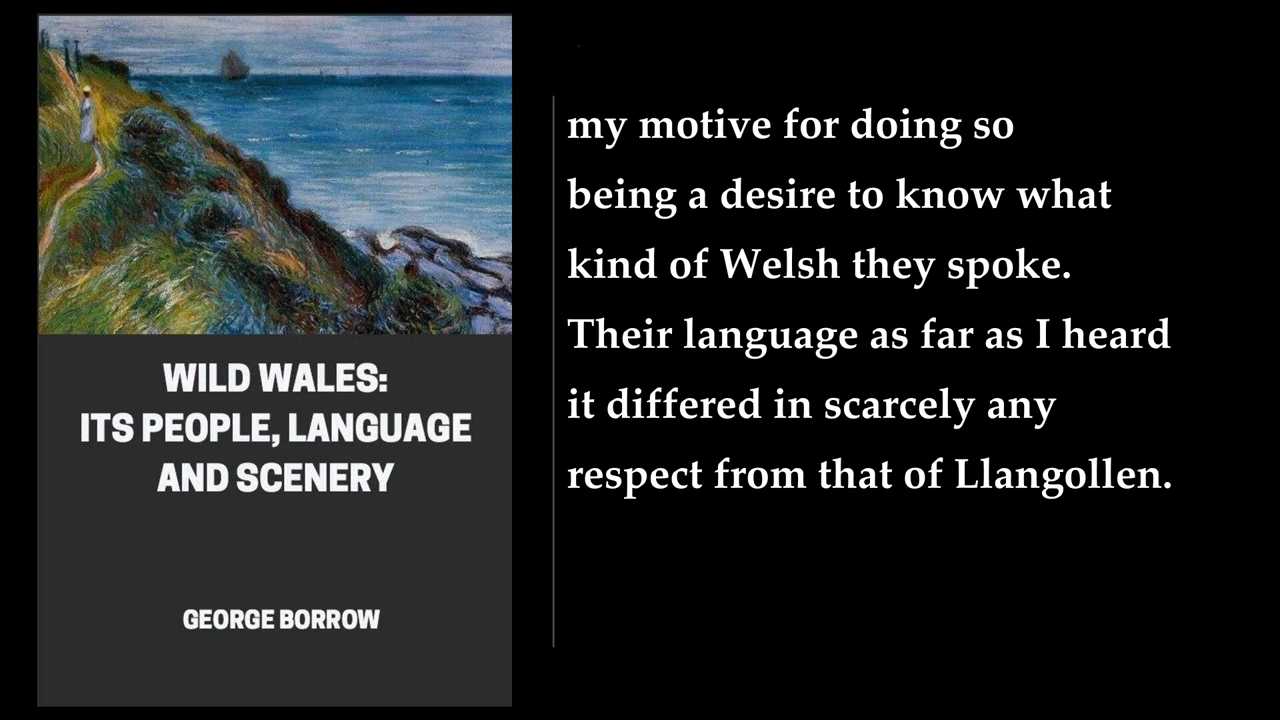 WILD WALES:
ITS PEOPLE, LANGUAGE
AND SCENERY
GEORGE BORROW
my motive for doing so
being a desire to know what
kind of Welsh they spoke.
Their language as far as I heard
it differed in scarcely any
respect from that of Llangollen.